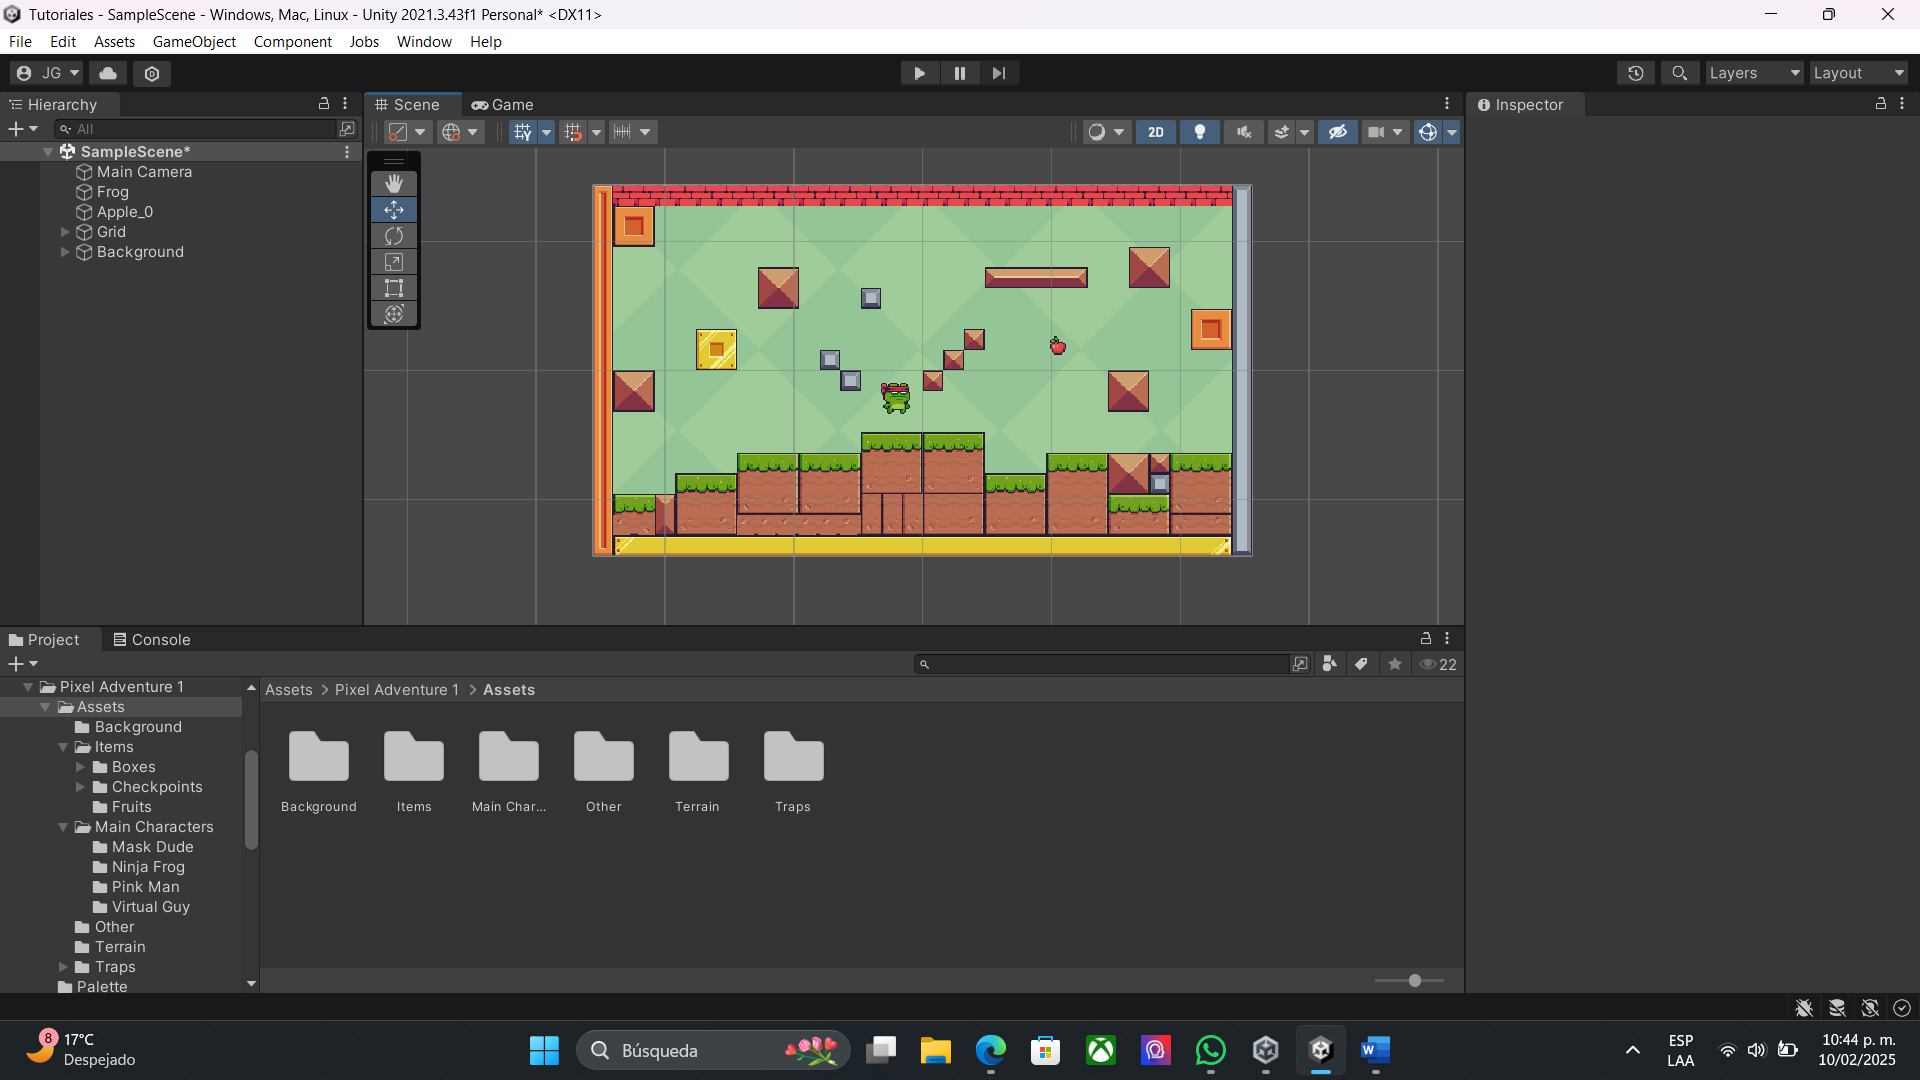 Tutoriales - SampleScene - Windows, Mac, Linux - Unity 2021.3.43f1 Personal* <DX11>
File Edit Assets GameObject Component Jobs Window Help
JG
Layers
Layout
Hierarchy
Scene
Game
Inspector
All
2D
SampleScene*
Main Camera
Frog
Apple_0
Grid
Background
Project
Console
22
Pixel Adventure 1
Assets
Background
Items
Boxes
Checkpoints
Fruits
Main Characters
Mask Dude
Ninja Frog
Pink Man
Virtual Guy
Other
Terrain
Traps
Palette
Assets > Pixel Adventure 1 > Assets
Background
Items
Main Char...
Other
Terrain
Traps
8
17°C
Despejado
Búsqueda
W
ESP
LAA
10:44 p. m.
10/02/2025